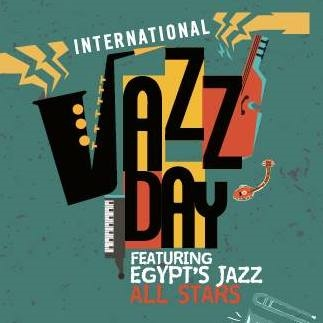 INTERNATIONAL
JAZZ
DAY
FEATURING
EGYPT'S JAZZ
ALL STARS